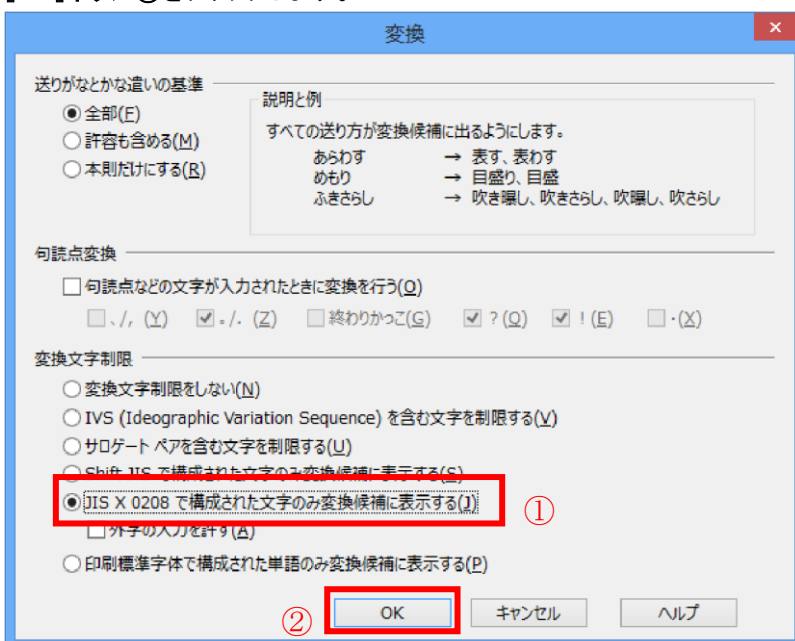 変換
送りがなとかな遣いの基準
全部(F)
許容も含める(M)
本則だけにする(R)
説明と例
すべての送り方が変換候補に出るようにします。
あらわす → 表す、表わす
めもり → 目盛り、目盛
ふきさらし → 吹き曝し、吹きさらし、吹曝し、吹さらし
句読点変換
句読点などの文字が入力されたときに変換を行う(O)
、/, (Y) 。/. (Z) 終わりかっこ(G) ? (Q) ! (E) ・(X)
変換文字制限
変換文字制限をしない(N)
IVS (Ideographic Variation Sequence) を含む文字を制限する(V)
サロゲート ペアを含む文字を制限する(U)
Shift JIS で構成された文字のみ変換候補に表示する(S)
JIS X 0208 で構成された文字のみ変換候補に表示する(J) ①
外字の入力を許す(A)
印刷標準字体で構成された単語のみ変換候補に表示する(P)
② OK キャンセル ヘルプ